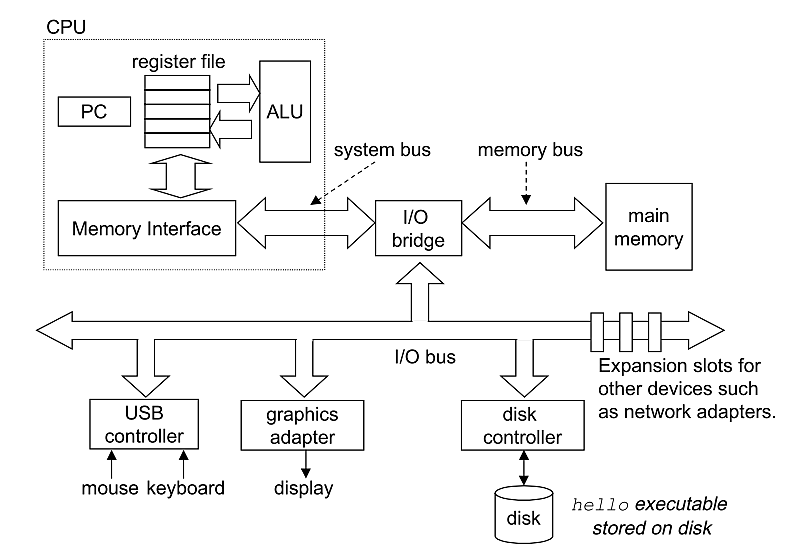 CPU
register file
PC
ALU
system bus
memory bus
Memory Interface
I/O
bridge
main
memory
I/O bus
Expansion slots for
other devices such
as network adapters.
USB
controller
graphics
adapter
disk
controller
mouse keyboard
display
disk
hello executable
stored on disk